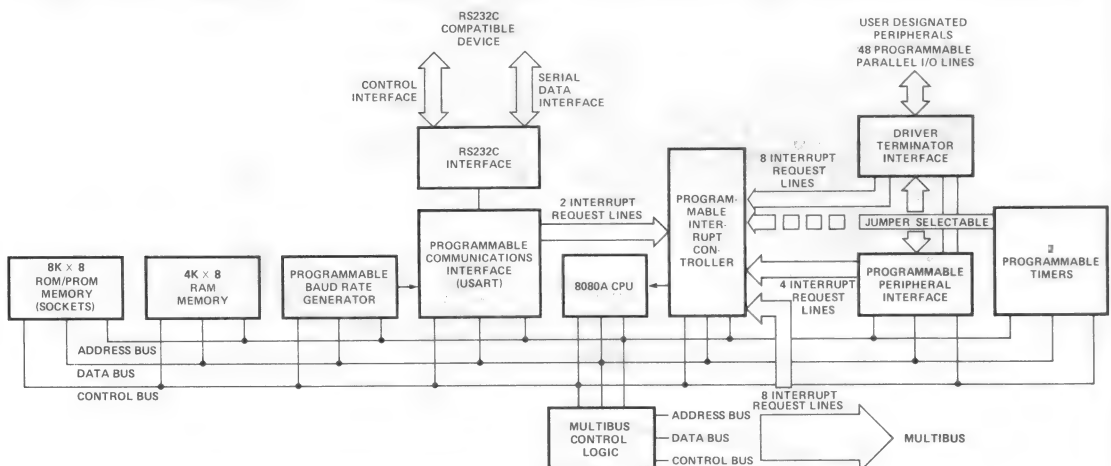 RS232C
COMPATIBLE
DEVICE
CONTROL
INTERFACE
SERIAL
DATA
INTERFACE
USER DESIGNATED
PERIPHERALS
48 PROGRAMMABLE
PARALLEL I/O LINES
RS232C
INTERFACE
DRIVER
TERMINATOR
INTERFACE
8 INTERRUPT
REQUEST
LINES
2 INTERRUPT
REQUEST LINES
PROGRAM-
MABLE
INTER-
RUPT CON-
TROLLER
JUMPER SELECTABLE
PROGRAMMABLE
TIMERS
8K × 8
ROM/PROM
MEMORY
(SOCKETS)
4K × 8
RAM
MEMORY
PROGRAMMABLE
BAUD RATE
GENERATOR
PROGRAMMABLE
COMMUNICATIONS
INTERFACE
(USART)
8080A CPU
4 INTERRUPT
REQUEST
LINES
PROGRAMMABLE
PERIPHERAL
INTERFACE
ADDRESS BUS
DATA BUS
CONTROL BUS
8 INTERRUPT
REQUEST LINES
MULTIBUS
CONTROL
LOGIC
ADDRESS BUS
DATA BUS
CONTROL BUS
MULTIBUS